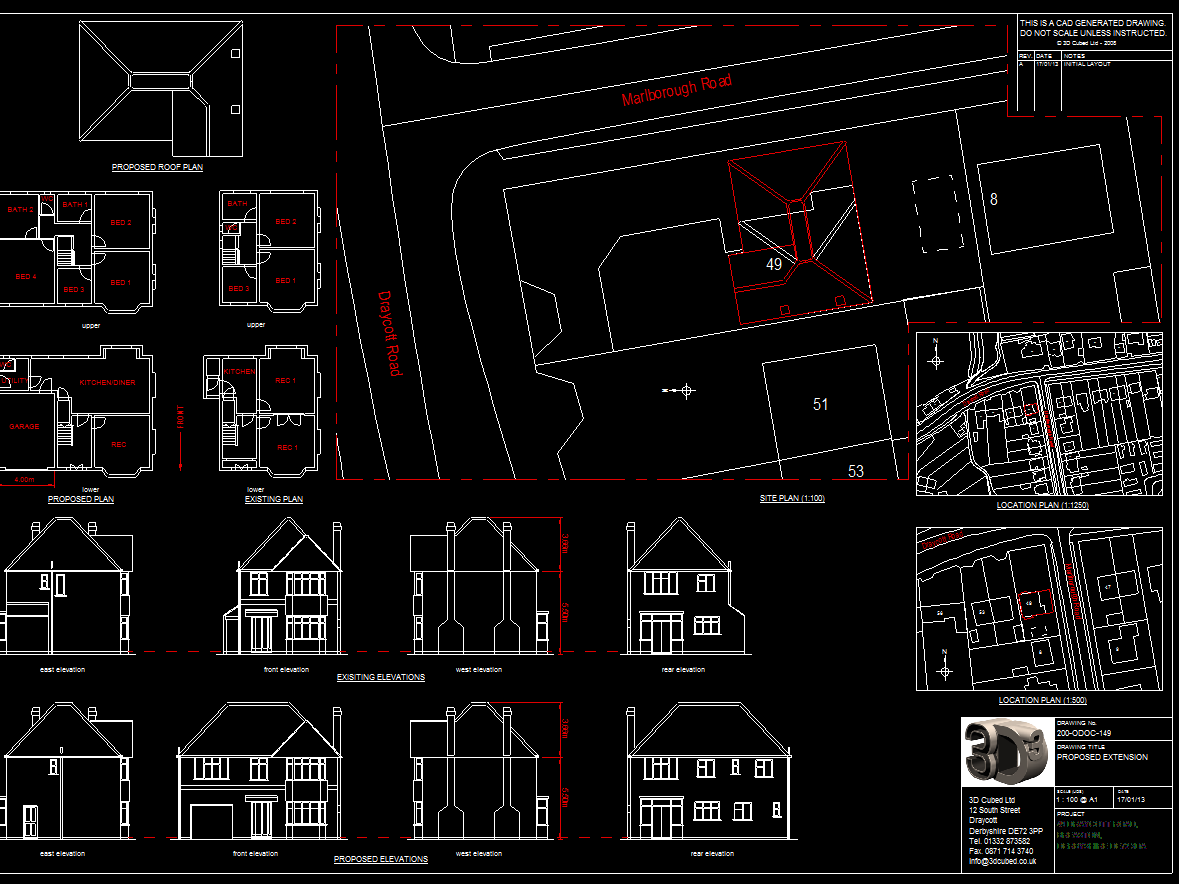 THIS IS A CAD GENERATED DRAWING.
DO NOT SCALE UNLESS INSTRUCTED.
© 3D Cubed Ltd - 2005
REV. DATE NOTES
A 17/01/13 INITIAL LAYOUT
PROPOSED ROOF PLAN
BATH 2
BATH 1
BED 2
BED 4
BED 3
BED 1
upper
BATH
BED 2
BED 3
BED 1
upper
UTILITY
KITCHEN/DINER
GARAGE
REC
4.00m
lower
PROPOSED PLAN
FRONT
KITCHEN
REC 1
REC 1
lower
EXISTING PLAN
Marlborough Road
Draycott Road
49
8
51
53
N
SITE PLAN (1:100)
N
LOCATION PLAN (1:1250)
Draycott Road
Marlborough Road
49
N
LOCATION PLAN (1:500)
east elevation
front elevation
west elevation
rear elevation
EXISITING ELEVATIONS
east elevation
front elevation
west elevation
rear elevation
PROPOSED ELEVATIONS
3D
3D Cubed Ltd
12 South Street
Draycott
Derbyshire DE72 3PP
Tel. 01332 873582
Fax. 0871 714 3740
info@3dcubed.co.uk
DRAWING No.
200-ODOC-149
DRAWING TITLE
PROPOSED EXTENSION
DATE
1 : 100 @ A1
17/01/13
PROJECT